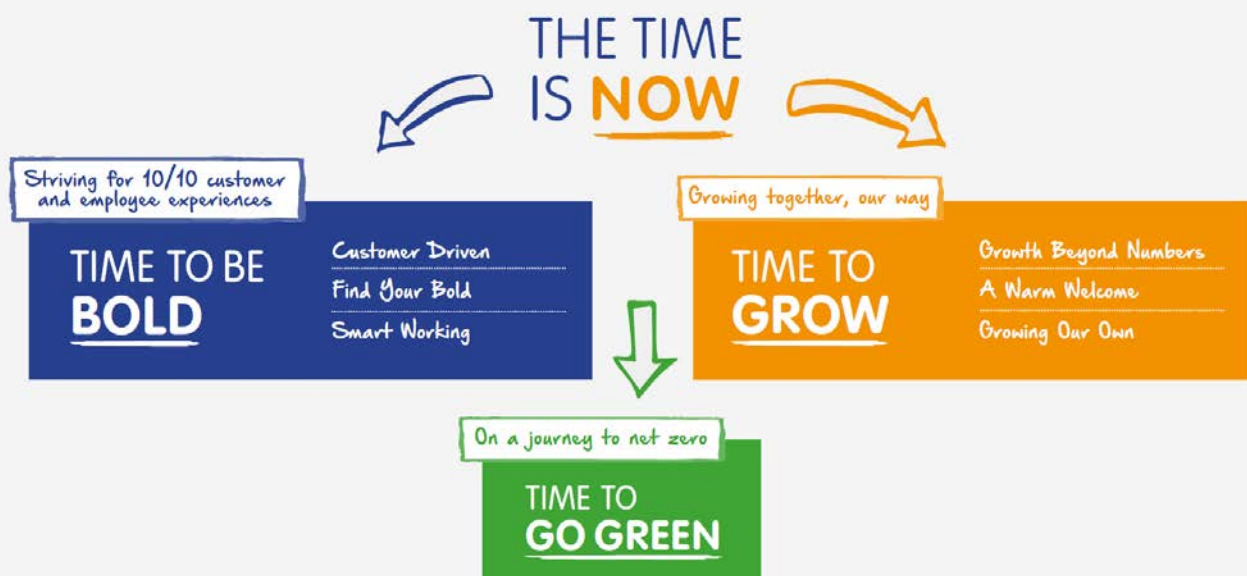 THE TIME
IS NOW
Striving for 10/10 customer
and employee experiences
TIME TO BE
BOLD
Customer Driven
Find Your Bold
Smart Working
Growing together, our way
TIME TO
GROW
Growth Beyond Numbers
A Warm Welcome
Growing Our Own
On a journey to net zero
TIME TO
GO GREEN